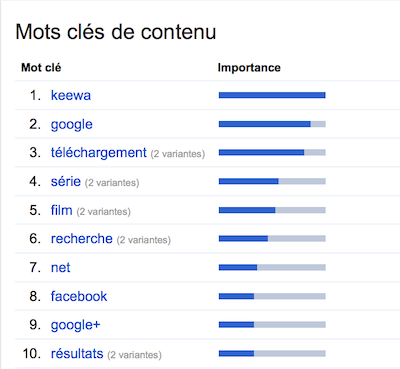 Mots clés de contenu
Mot clé Importance
1. keewa
2. google
3. téléchargement (2 variantes)
4. série (2 variantes)
5. film (2 variantes)
6. recherche (2 variantes)
7. net
8. facebook
9. google+
10. résultats (2 variantes)